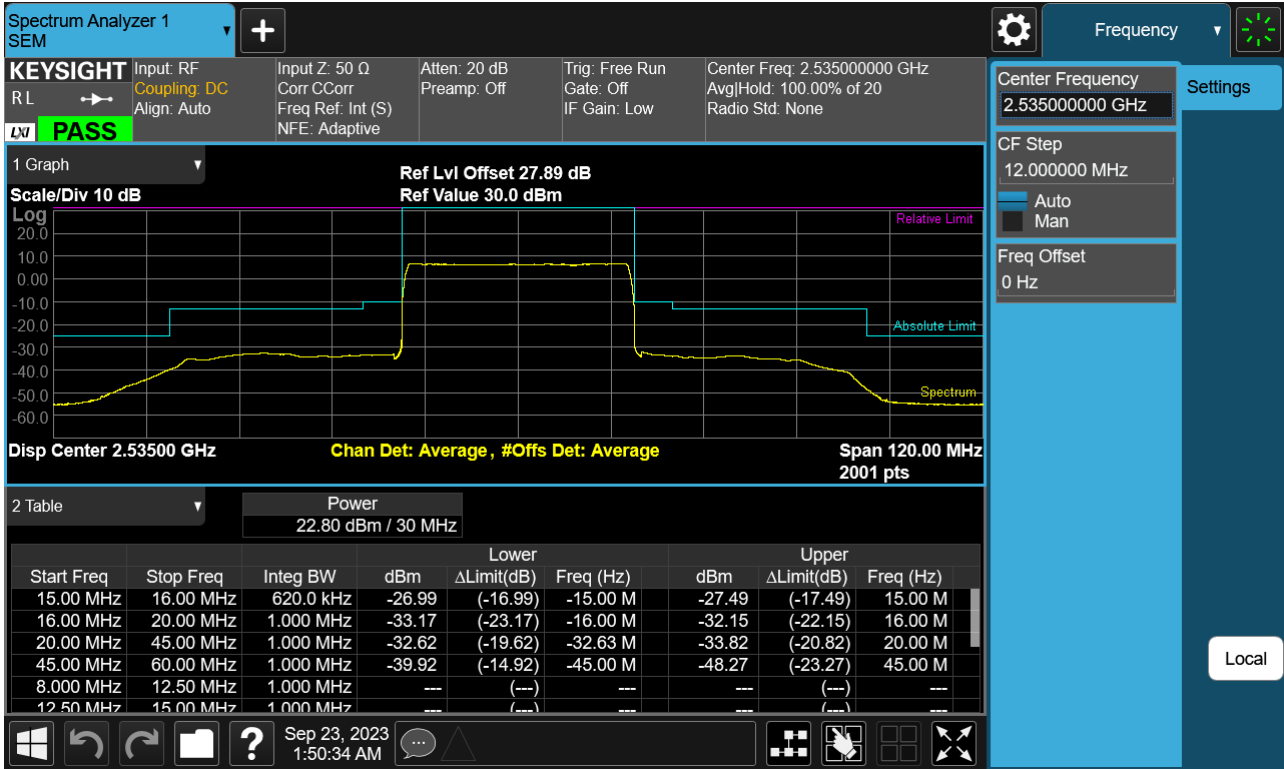 Spectrum Analyzer 1
SEM
Frequency
KEYSIGHT
R L
LXI PASS
Input: RF
Coupling: DC
Align: Auto
Input Z: 50 Ω
Corr CCorr
Freq Ref: Int (S)
NFE: Adaptive
Atten: 20 dB
Preamp: Off
Trig: Free Run
Gate: Off
IF Gain: Low
Center Freq: 2.535000000 GHz
Avg|Hold: 100.00% of 20
Radio Std: None
Center Frequency
2.535000000 GHz
Settings
CF Step
12.000000 MHz
Auto
Man
Freq Offset
0 Hz
1 Graph
Scale/Div 10 dB
Ref Lvl Offset 27.89 dB
Ref Value 30.0 dBm
Log
20.0
10.0
0.00
-10.0
-20.0
-30.0
-40.0
-50.0
-60.0
Relative Limit
Absolute Limit
Spectrum
Disp Center 2.53500 GHz
Chan Det: Average , #Offs Det: Average
Span 120.00 MHz
2001 pts
2 Table
Power
22.80 dBm / 30 MHz
Lower Upper
Start Freq Stop Freq Integ BW dBm ΔLimit(dB) Freq (Hz) dBm ΔLimit(dB) Freq (Hz)
15.00 MHz 16.00 MHz 620.0 kHz -26.99 (-16.99) -15.00 M -27.49 (-17.49) 15.00 M
16.00 MHz 20.00 MHz 1.000 MHz -33.17 (-23.17) -16.00 M -32.15 (-22.15) 16.00 M
20.00 MHz 45.00 MHz 1.000 MHz -32.62 (-19.62) -32.63 M -33.82 (-20.82) 20.00 M
45.00 MHz 60.00 MHz 1.000 MHz -39.92 (-14.92) -45.00 M -48.27 (-23.27) 45.00 M
8.000 MHz 12.50 MHz 1.000 MHz --- (---) --- --- (---) ---
12.50 MHz 15.00 MHz 1.000 MHz --- (---) --- --- (---) ---
Local
?
Sep 23, 2023
1:50:34 AM